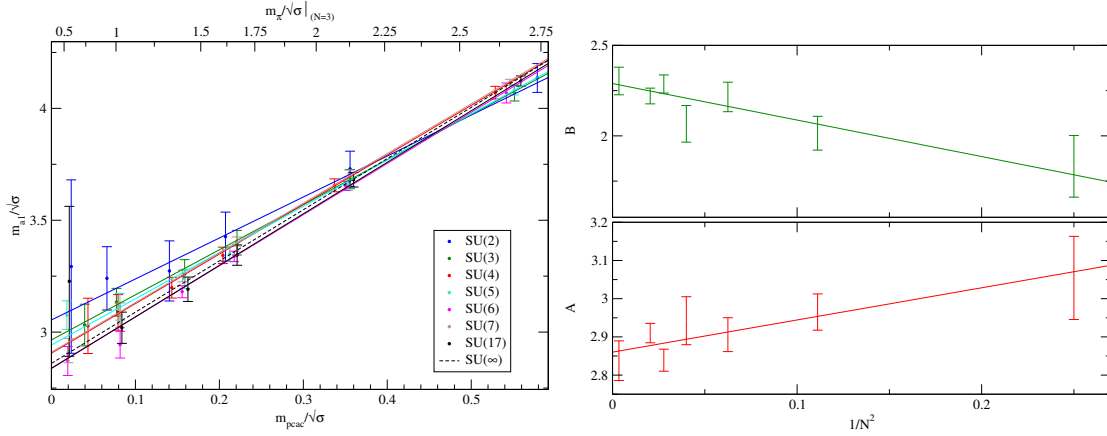 m_π/√σ|_(N=3)
0.5 1 1.5 1.75 2 2.25 2.5 2.75
4
3.5
3
m_a1/√σ
0 0.1 0.2 0.3 0.4 0.5
m_pcac/√σ
SU(2)
SU(3)
SU(4)
SU(5)
SU(6)
SU(7)
SU(17)
SU(∞)
2.5
2
B
3.2
3.1
3
2.9
2.8
A
0 0.1 0.2
1/N²